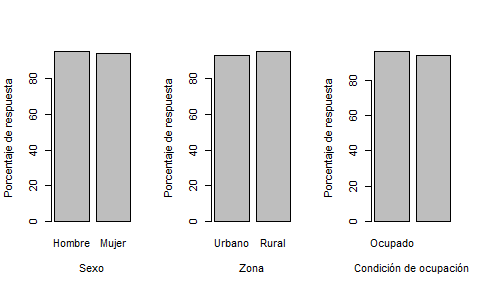 Porcentaje de respuesta
0
20
40
60
80
Hombre Mujer
Sexo
Porcentaje de respuesta
0
20
40
60
80
Urbano Rural
Zona
Porcentaje de respuesta
0
20
40
60
80
Ocupado
Condición de ocupación